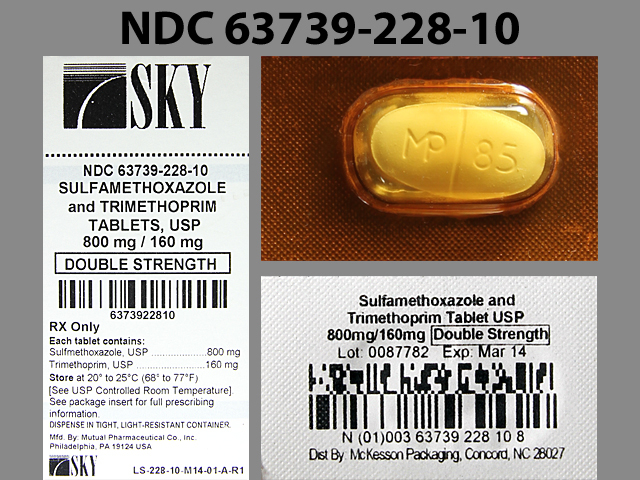 NDC 63739-228-10
SKY
NDC 63739-228-10
SULFAMETHOXAZOLE
and TRIMETHOPRIM
TABLETS, USP
800 mg / 160 mg
DOUBLE STRENGTH
6373922810
RX Only
Each tablet contains:
Sulfmethoxazole, USP .....................800 mg
Trimethoprim, USP .........................160 mg
Store at 20° to 25°C (68° to 77°F)
[See USP Controlled Room Temperature].
See package insert for full prescribing
information.
DISPENSE IN TIGHT, LIGHT-RESISTANT CONTAINER.
Mfd. By: Mutual Pharmaceutical Co., Inc.
Philadelphia, PA 19124 USA
SKY LS-228-10-M14-01-A-R1
MP 85
Sulfamethoxazole and
Trimethoprim Tablet USP
800mg/160mg Double Strength
Lot: 0087782 Exp: Mar 14
N (01)003 63739 228 10 8
Dist By: McKesson Packaging, Concord, NC 28027